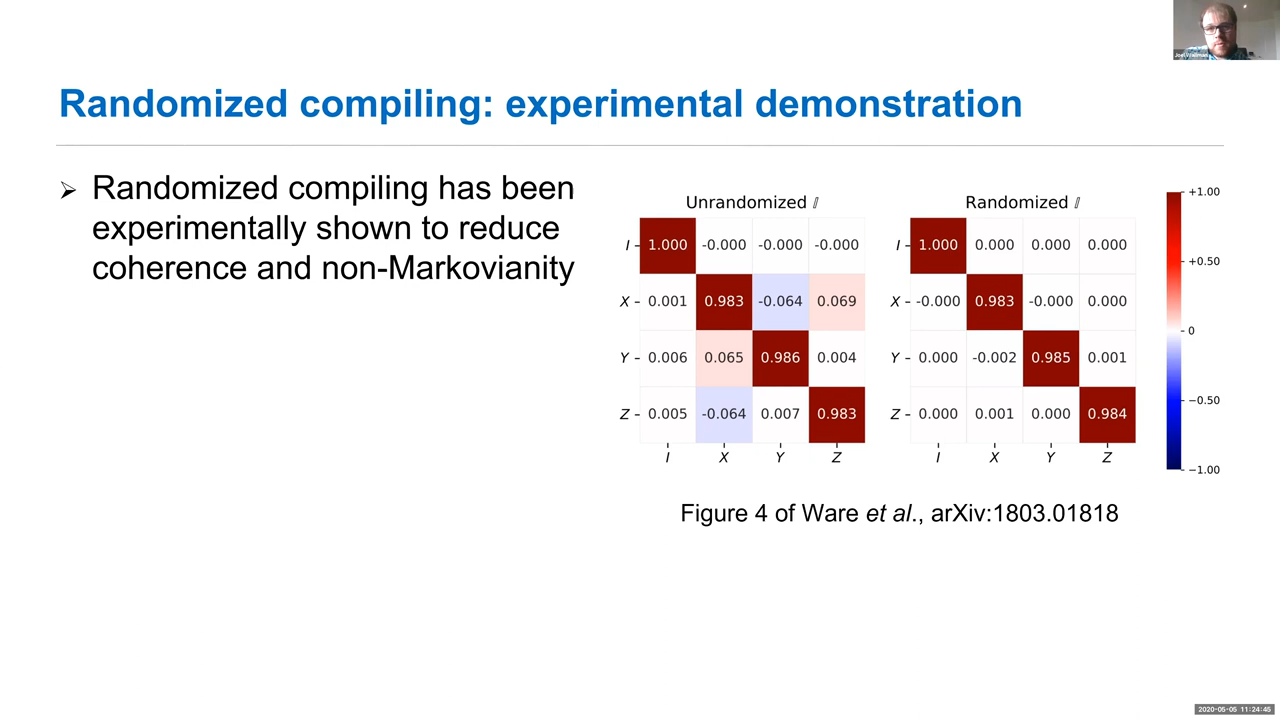 Joel Wallman
Randomized compiling: experimental demonstration
➢ Randomized compiling has been
experimentally shown to reduce
coherence and non-Markovianity
Unrandomized 𝕀
I 1.000 -0.000 -0.000 -0.000
X 0.001 0.983 -0.064 0.069
Y 0.006 0.065 0.986 0.004
Z 0.005 -0.064 0.007 0.983
I X Y Z
Randomized 𝕀
I 1.000 0.000 0.000 0.000
X -0.000 0.983 -0.000 0.000
Y 0.000 -0.002 0.985 0.001
Z 0.000 0.001 0.000 0.984
I X Y Z
+1.00
+0.50
0
−0.50
−1.00
Figure 4 of Ware et al., arXiv:1803.01818
2020-05-05 11:24:45